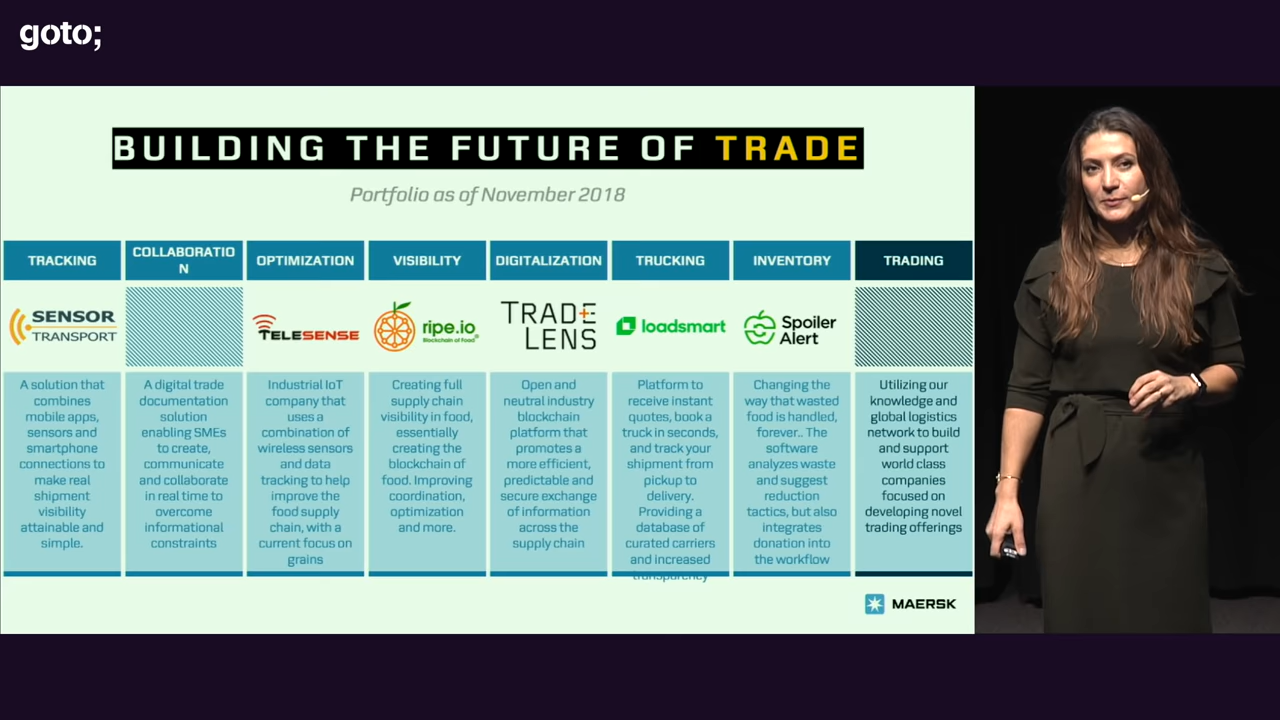 goto;
BUILDING THE FUTURE OF TRADE
Portfolio as of November 2018
TRACKING
SENSOR
TRANSPORT
A solution that
combines
mobile apps,
sensors and
smartphone
connections to
make real
shipment
visibility
attainable and
simple.
COLLABORATIO
N
A digital trade
documentation
solution
enabling SMEs
to create,
communicate
and collaborate
in real time to
overcome
informational
constraints
OPTIMIZATION
TELESENSE
Industrial IoT
company that
uses a
combination of
wireless sensors
and data
tracking to help
improve the
food supply
chain, with a
current focus on
grains
VISIBILITY
ripe.io
Blockchain of Food
Creating full
supply chain
visibility in food,
essentially
creating the
blockchain of
food. Improving
coordination,
optimization
and more.
DIGITALIZATION
TRADE
LENS
Open and
neutral industry
blockchain
platform that
promotes a
more efficient,
predictable and
secure exchange
of information
across the
supply chain
TRUCKING
loadsmart
Platform to
receive instant
quotes, book a
truck in seconds,
and track your
shipment from
pickup to
delivery.
Providing a
database of
curated carriers
and increased
transparency
INVENTORY
Spoiler
Alert
Changing the
way that wasted
food is handled,
forever.. The
software
analyzes waste
and suggest
reduction
tactics, but also
integrates
donation into
the workflow
TRADING
Utilizing our
knowledge and
global logistics
network to build
and support
world class
companies
focused on
developing novel
trading offerings
MAERSK